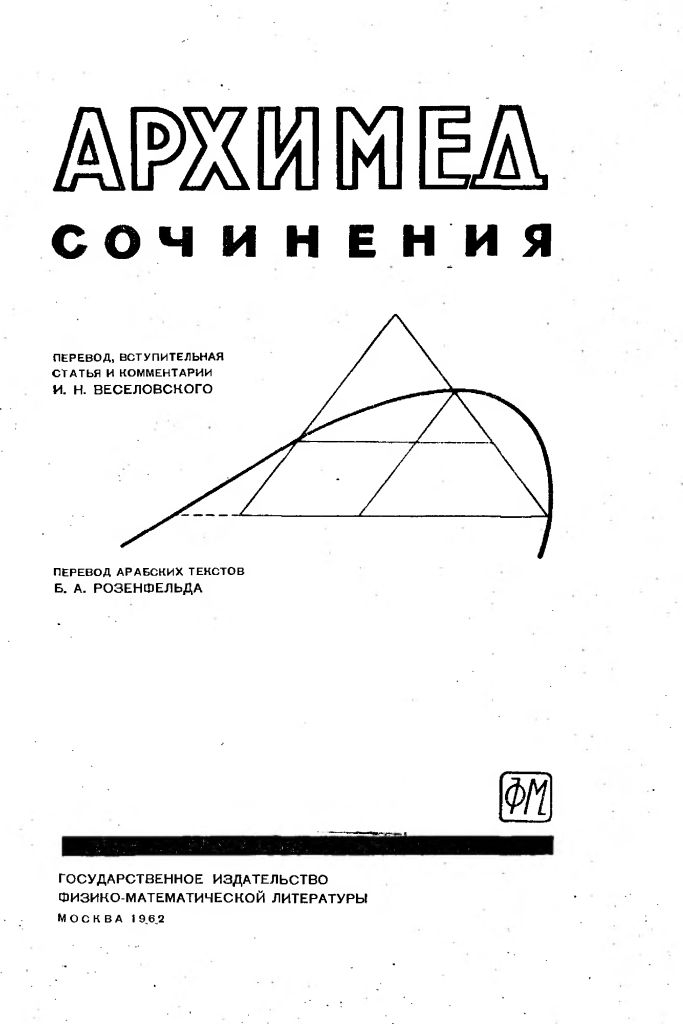 АРХИМЕД
СОЧИНЕНИЯ
ПЕРЕВОД, ВСТУПИТЕЛЬНАЯ
СТАТЬЯ И КОММЕНТАРИИ
И. Н. ВЕСЕЛОВСКОГО
ПЕРЕВОД АРАБСКИХ ТЕКСТОВ
Б. А. РОЗЕНФЕЛЬДА
ФМ
ГОСУДАРСТВЕННОЕ ИЗДАТЕЛЬСТВО
ФИЗИКО-МАТЕМАТИЧЕСКОЙ ЛИТЕРАТУРЫ
МОСКВА 1962